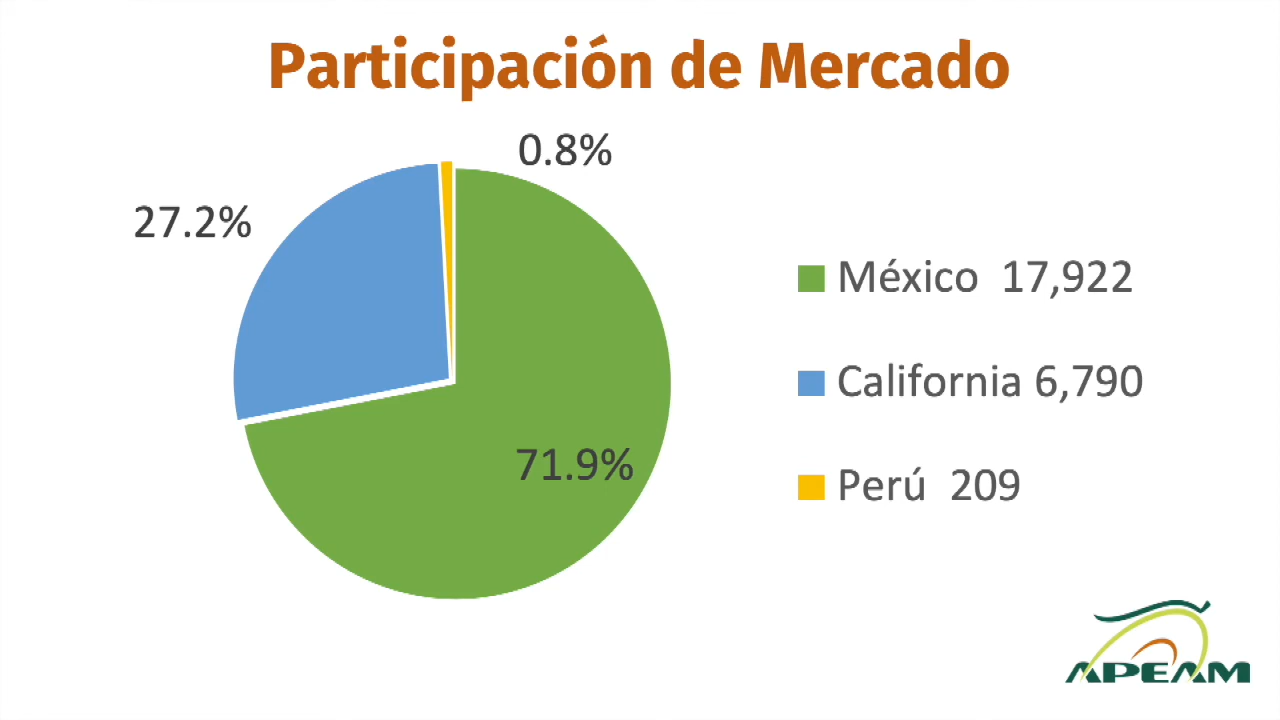 Participación de Mercado
0.8%
27.2%
71.9%
México 17,922
California 6,790
Perú 209
APEAM